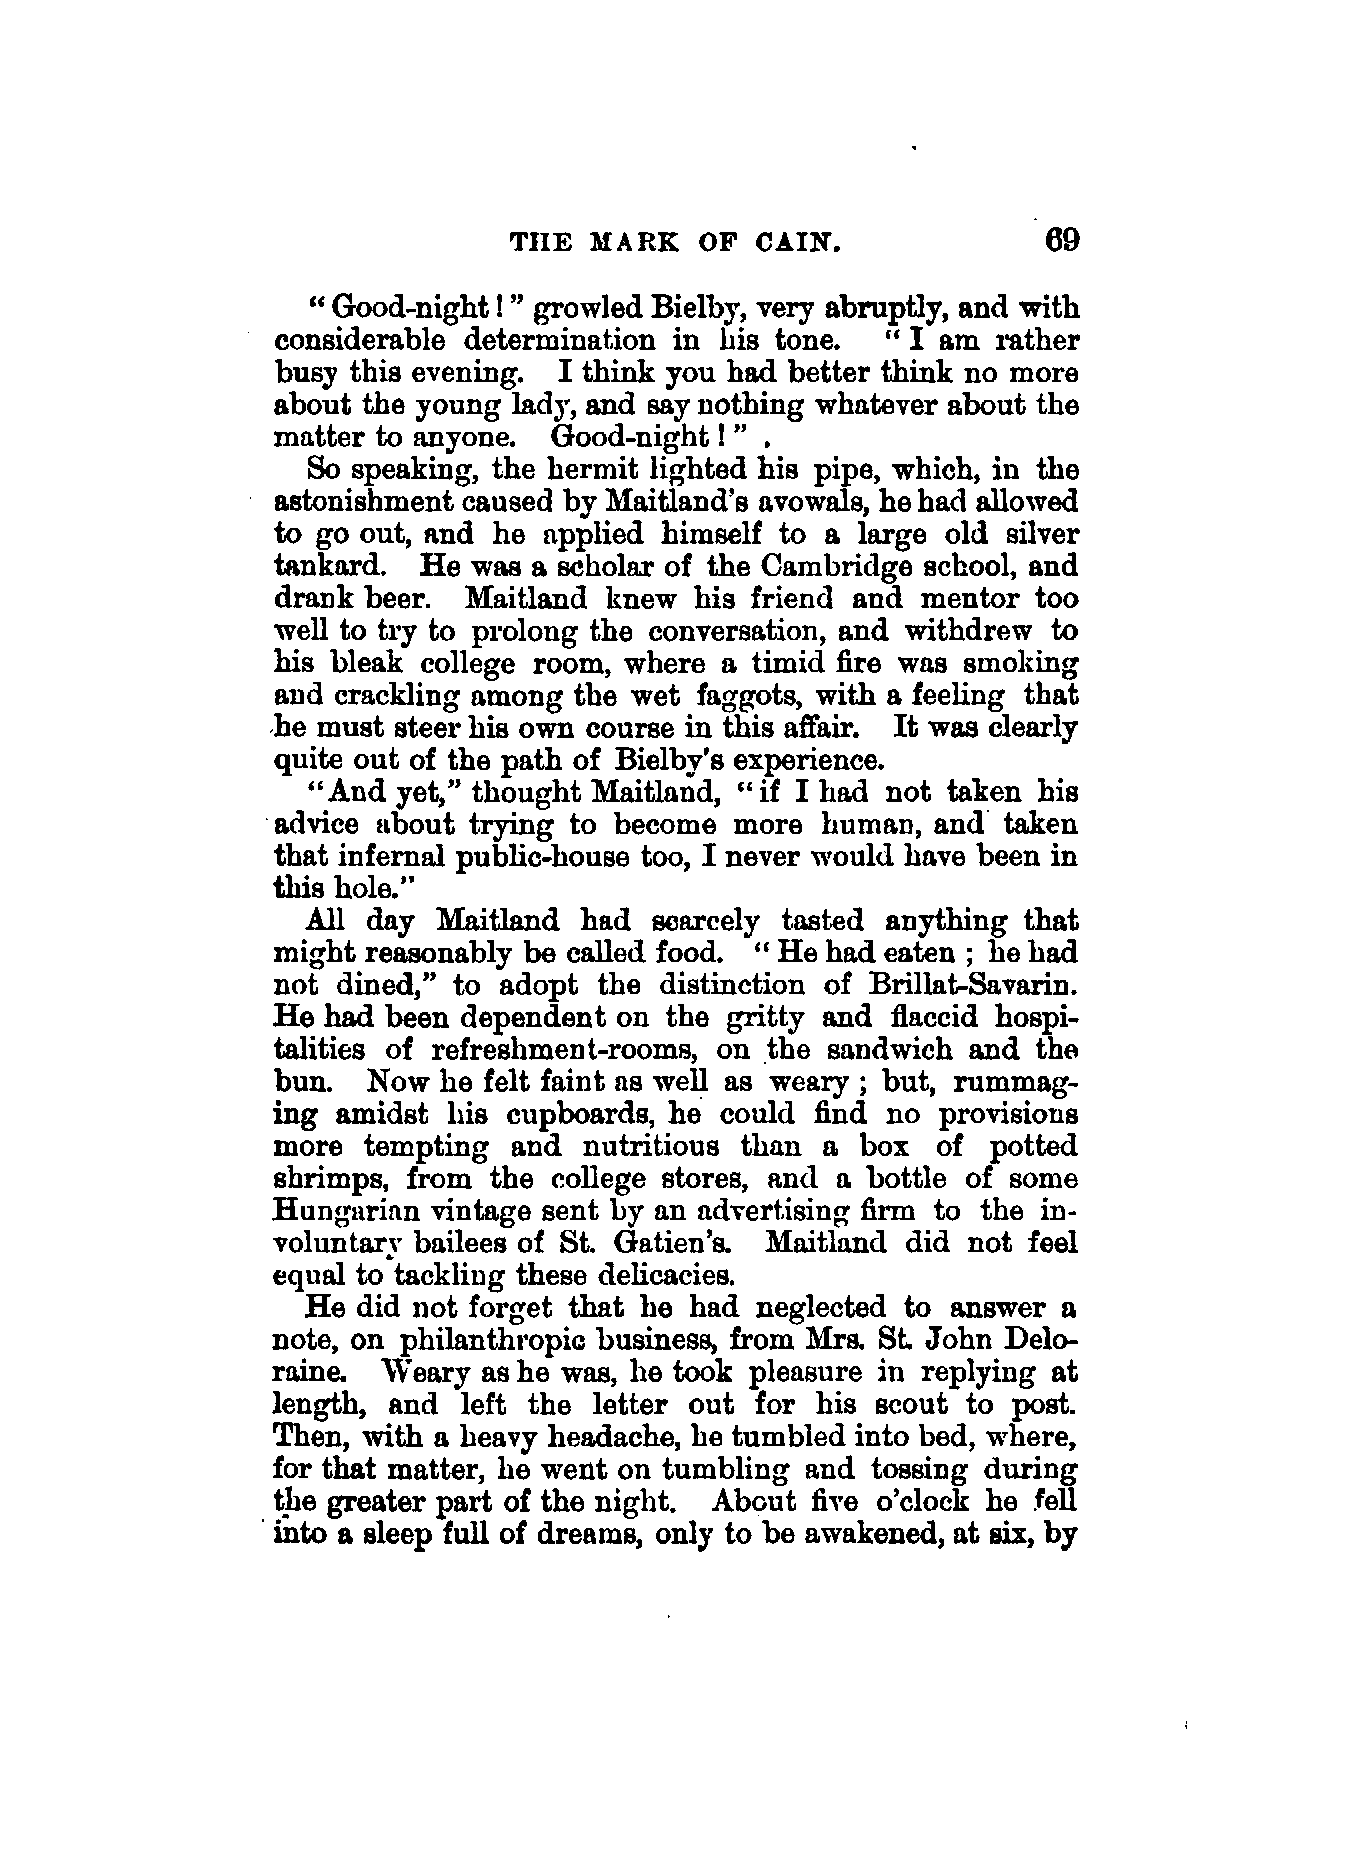 THE MARK OF CAIN. 69
“Good-night!” growled Bielby, very abruptly, and with
considerable determination in his tone. “I am rather
busy this evening. I think you had better think no more
about the young lady, and say nothing whatever about the
matter to anyone. Good-night!”
So speaking, the hermit lighted his pipe, which, in the
astonishment caused by Maitland’s avowals, he had allowed
to go out, and he applied himself to a large old silver
tankard. He was a scholar of the Cambridge school, and
drank beer. Maitland knew his friend and mentor too
well to try to prolong the conversation, and withdrew to
his bleak college room, where a timid fire was smoking
and crackling among the wet faggots, with a feeling that
he must steer his own course in this affair. It was clearly
quite out of the path of Bielby’s experience.
“And yet,” thought Maitland, “if I had not taken his
advice about trying to become more human, and taken
that infernal public-house too, I never would have been in
this hole.”
All day Maitland had scarcely tasted anything that
might reasonably be called food. “He had eaten; he had
not dined,” to adopt the distinction of Brillat-Savarin.
He had been dependent on the gritty and flaccid hospi-
talities of refreshment-rooms, on the sandwich and the
bun. Now he felt faint as well as weary; but, rummag-
ing amidst his cupboards, he could find no provisions
more tempting and nutritious than a box of potted
shrimps, from the college stores, and a bottle of some
Hungarian vintage sent by an advertising firm to the in-
voluntary bailees of St. Gatien’s. Maitland did not feel
equal to tackling these delicacies.
He did not forget that he had neglected to answer a
note, on philanthropic business, from Mrs. St. John Delo-
raine. Weary as he was, he took pleasure in replying at
length, and left the letter out for his scout to post.
Then, with a heavy headache, he tumbled into bed, where,
for that matter, he went on tumbling and tossing during
the greater part of the night. About five o’clock he fell
into a sleep full of dreams, only to be awakened, at six, by